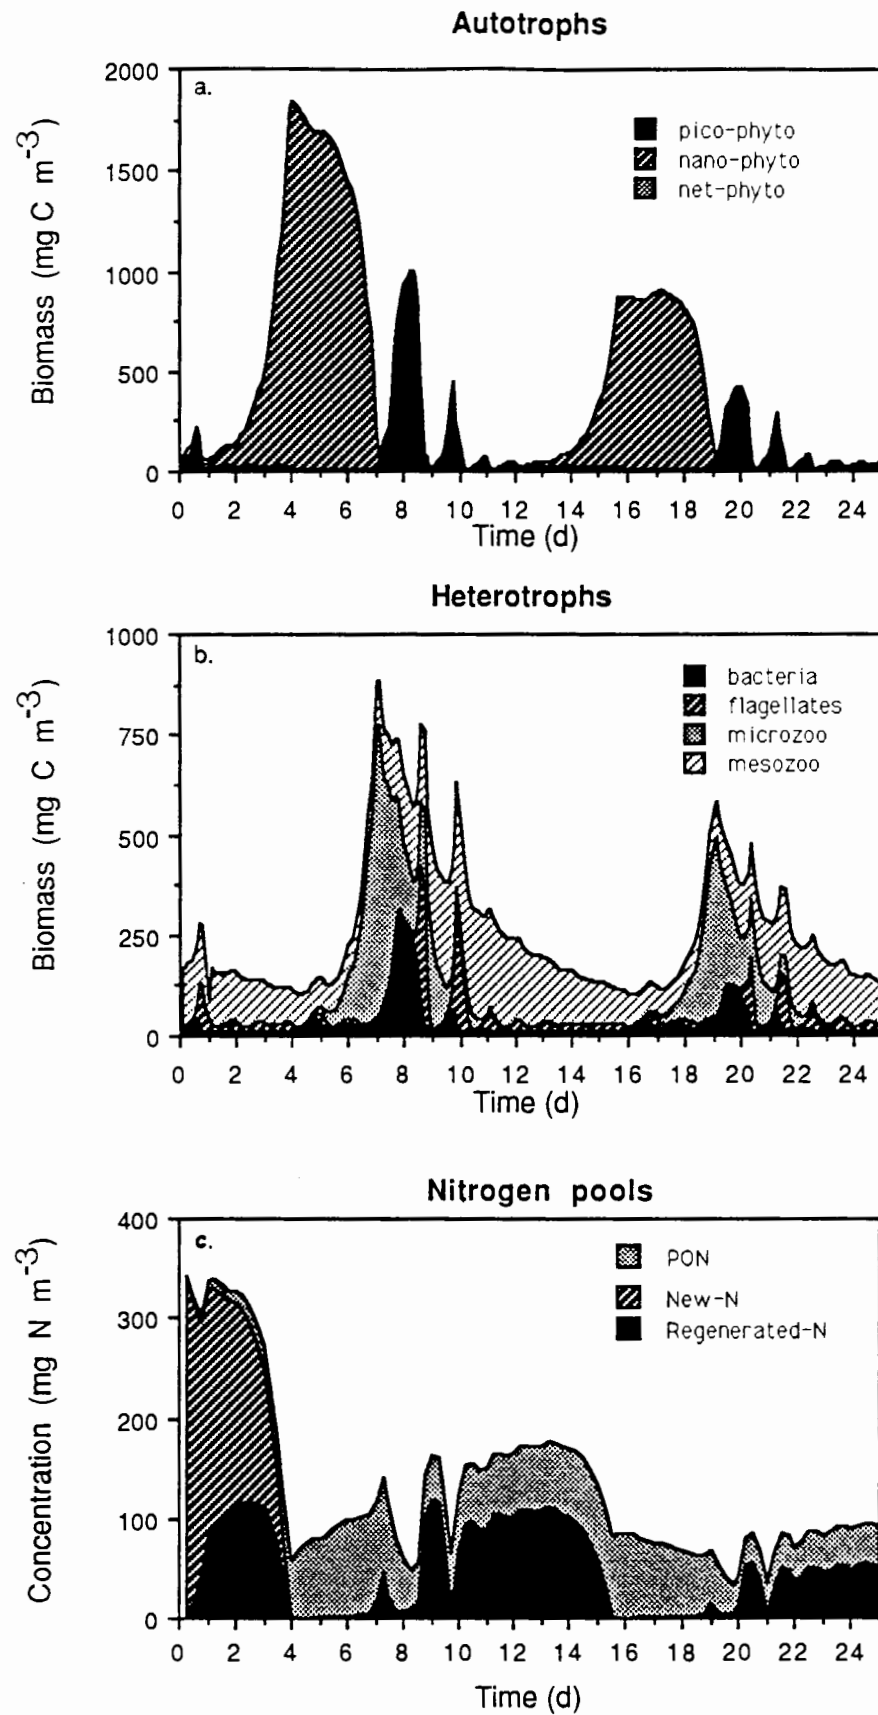 Autotrophs
2000
1500
1000
500
0
Biomass (mg C m-3)
a.
pico-phyto
nano-phyto
net-phyto
0 2 4 6 8 10 12 14 16 18 20 22 24
Time (d)
Heterotrophs
1000
750
500
250
0
Biomass (mg C m-3)
b.
bacteria
flagellates
microzoo
mesozoo
0 2 4 6 8 10 12 14 16 18 20 22 24
Time (d)
Nitrogen pools
400
300
200
100
0
Concentration (mg N m-3)
c.
PON
New-N
Regenerated-N
0 2 4 6 8 10 12 14 16 18 20 22 24
Time (d)